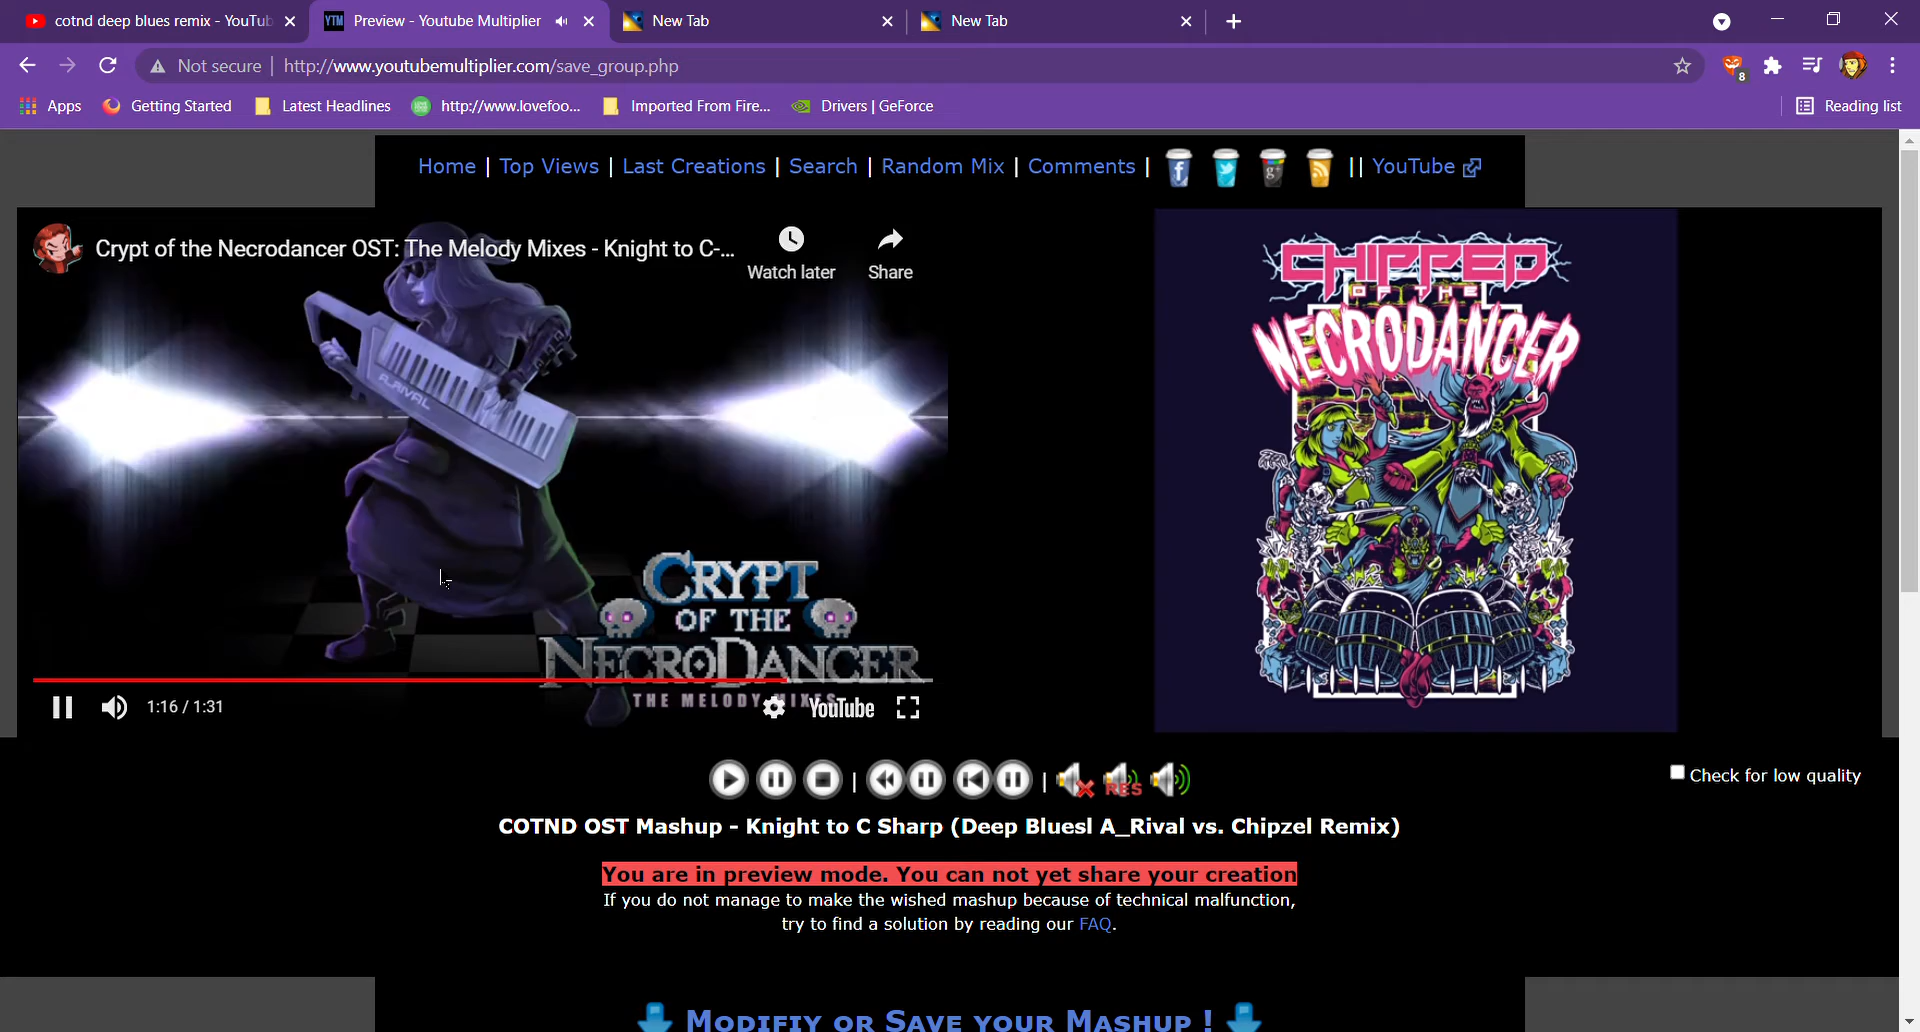 cotnd deep blues remix - YouTub
Preview - Youtube Multiplier
New Tab
New Tab
Not secure
http://www.youtubemultiplier.com/save_group.php
8
Apps
Getting Started
Latest Headlines
http://www.lovefoo...
Imported From Fire...
Drivers | GeForce
Reading list
Home | Top Views | Last Creations | Search | Random Mix | Comments | || YouTube
Crypt of the Necrodancer OST: The Melody Mixes - Knight to C-...
Watch later
Share
A_RIVAL
CRYPT
OF THE
NECRODANCER
THE MELODY MIXES
1:16 / 1:31
YouTube
CHIPPED
OF THE
NECRODANCER
RES
Check for low quality
COTND OST Mashup - Knight to C Sharp (Deep Bluesl A_Rival vs. Chipzel Remix)
You are in preview mode. You can not yet share your creation
If you do not manage to make the wished mashup because of technical malfunction,
try to find a solution by reading our FAQ.
MODIFIY OR SAVE YOUR MASHUP !